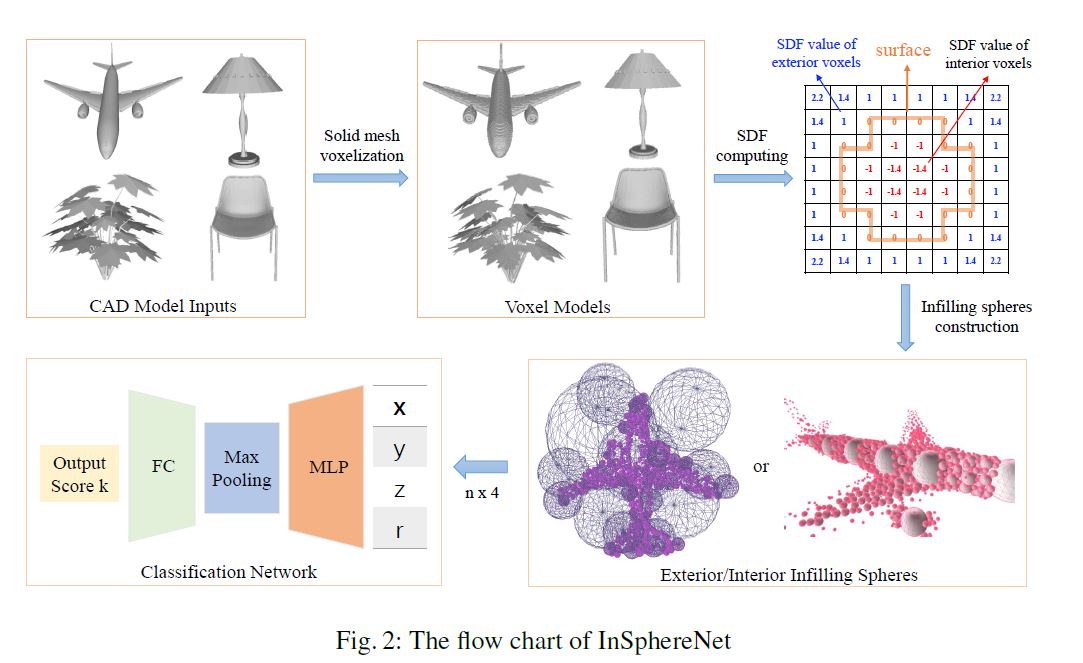 SDF value of
exterior voxels
surface
SDF value of
interior voxels
Solid mesh
voxelization
SDF
computing
2.2 1.4 1 1 1 1 1.4 2.2
1.4 1 0 0 0 0 1 1.4
1 0 0 -1 -1 0 0 1
1 0 -1 -1.4 -1.4 -1 0 1
1 0 -1 -1.4 -1.4 -1 0 1
1 0 0 -1 -1 0 0 1
1.4 1 0 0 0 0 1 1.4
2.2 1.4 1 1 1 1 1.4 2.2
CAD Model Inputs
Voxel Models
Infilling spheres
construction
Output
Score k
FC
Max
Pooling
MLP
x
y
z
r
n x 4
or
Classification Network
Exterior/Interior Infilling Spheres
Fig. 2: The flow chart of InSphereNet